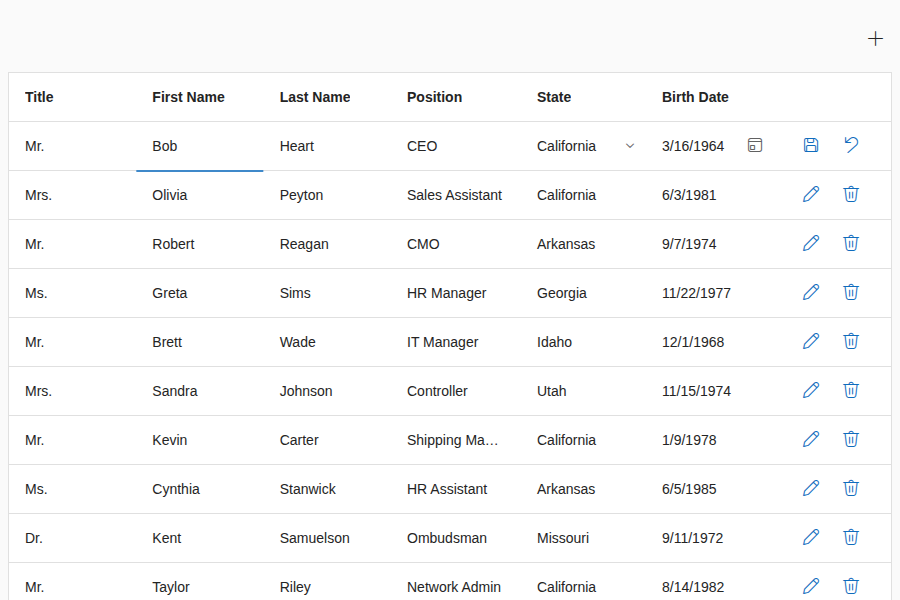 Title First Name Last Name Position State Birth Date
Mr. Bob Heart CEO California 3/16/1964
Mrs. Olivia Peyton Sales Assistant California 6/3/1981
Mr. Robert Reagan CMO Arkansas 9/7/1974
Ms. Greta Sims HR Manager Georgia 11/22/1977
Mr. Brett Wade IT Manager Idaho 12/1/1968
Mrs. Sandra Johnson Controller Utah 11/15/1974
Mr. Kevin Carter Shipping Ma… California 1/9/1978
Ms. Cynthia Stanwick HR Assistant Arkansas 6/5/1985
Dr. Kent Samuelson Ombudsman Missouri 9/11/1972
Mr. Taylor Riley Network Admin California 8/14/1982